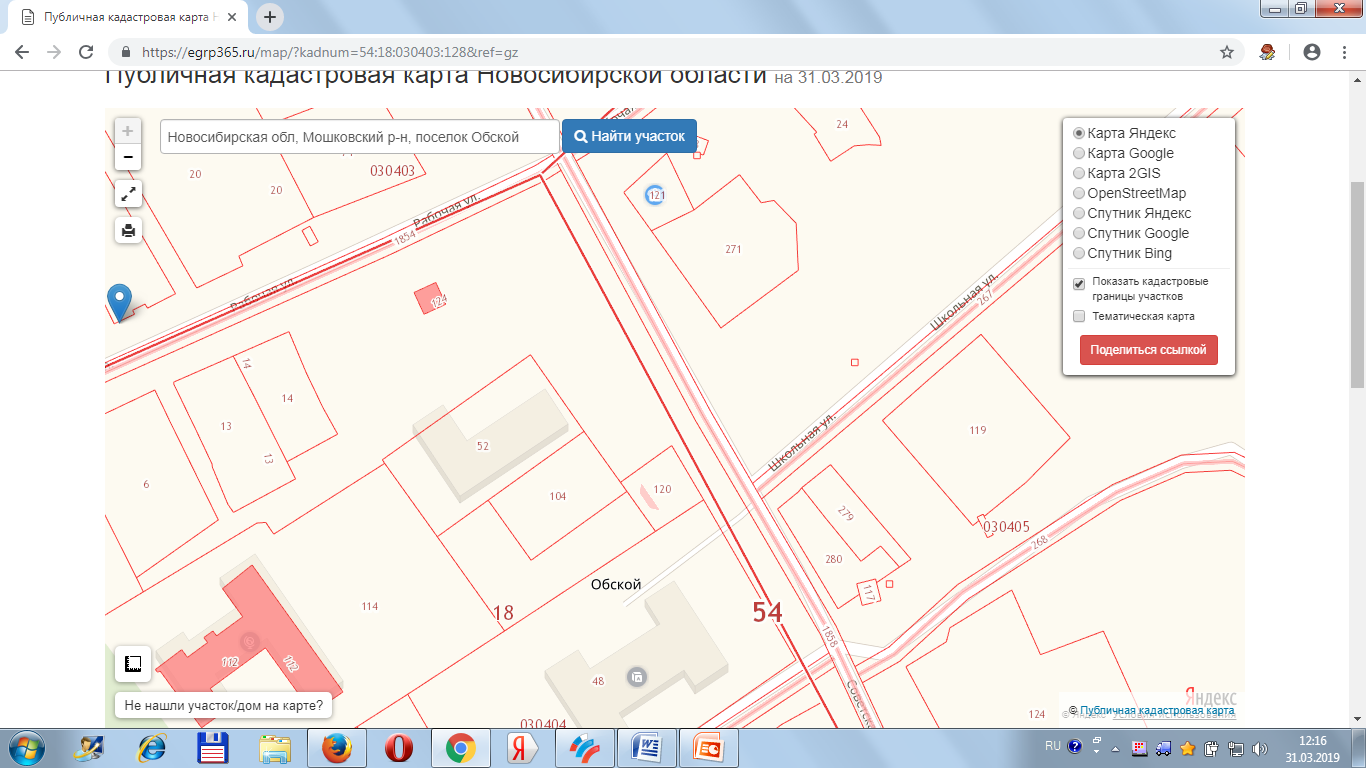 Публичная кадастровая карта Н
https://egrp365.ru/map/?kadnum=54:18:030403:128&ref=gz
Публичная кадастровая карта Новосибирской области на 31.03.2019
+
−
Новосибирская обл, Мошковский р-н, поселок Обской
Найти участок
Карта Яндекс
Карта Google
Карта 2GIS
OpenStreetMap
Спутник Яндекс
Спутник Google
Спутник Bing
Показать кадастровые
границы участков
Тематическая карта
Поделиться ссылкой
24
20
20
030403
121
Рабочая ул.
1854
271
Рабочая ул.
124
Школьная ул.
267
14
14
13
13
6
52
104
120
Школьная ул.
119
279
280
117
030405
268
Обской
114
18
54
1858
112
112
48
030404
Советск
124
Не нашли участок/дом на карте?
Яндекс
© Публичная кадастровая карта
© Яндекс Условия использования
RU
12:16
31.03.2019